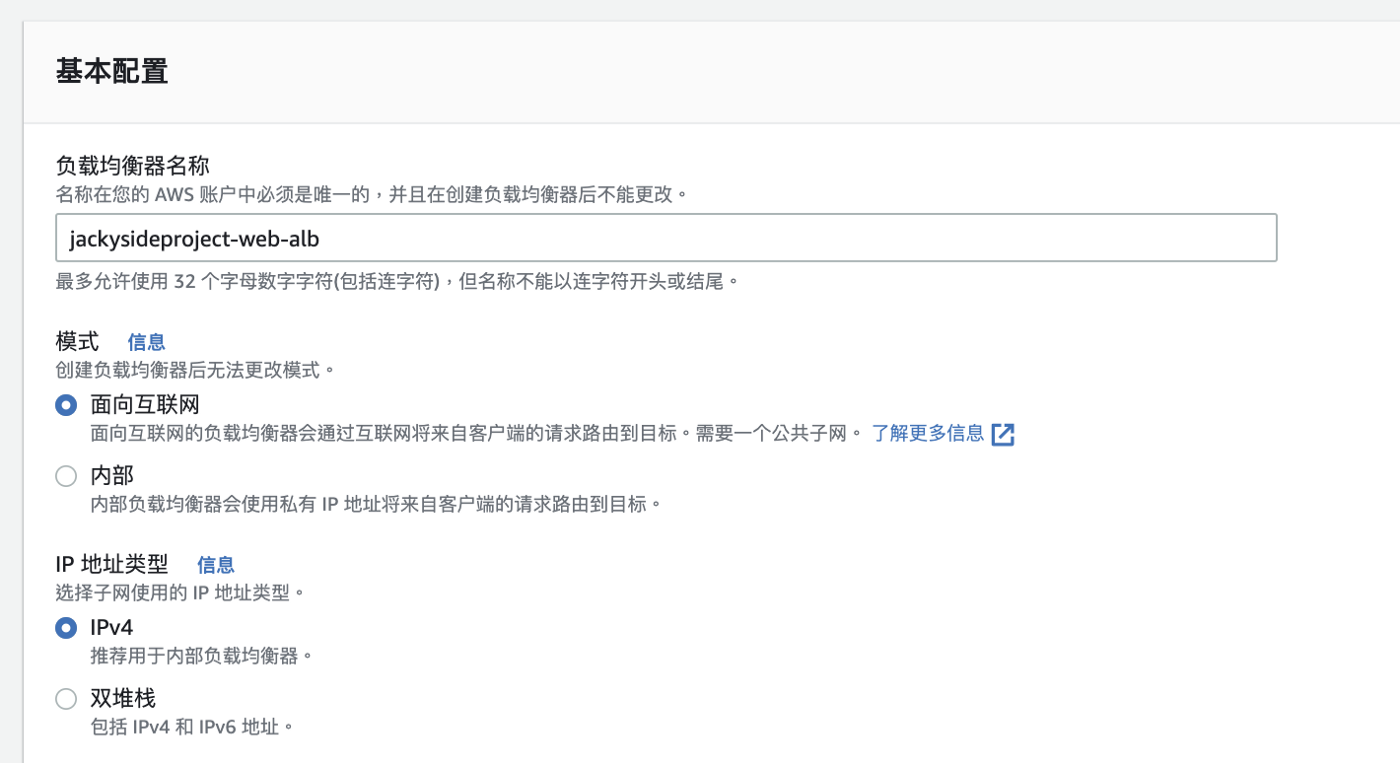 基本配置
负载均衡器名称
名称在您的 AWS 账户中必须是唯一的，并且在创建负载均衡器后不能更改。
jackysideproject-web-alb
最多允许使用 32 个字母数字字符(包括连字符)，但名称不能以连字符开头或结尾。
模式 信息
创建负载均衡器后无法更改模式。
面向互联网
面向互联网的负载均衡器会通过互联网将来自客户端的请求路由到目标。需要一个公共子网。 了解更多信息
内部
内部负载均衡器会使用私有 IP 地址将来自客户端的请求路由到目标。
IP 地址类型 信息
选择子网使用的 IP 地址类型。
IPv4
推荐用于内部负载均衡器。
双堆栈
包括 IPv4 和 IPv6 地址。